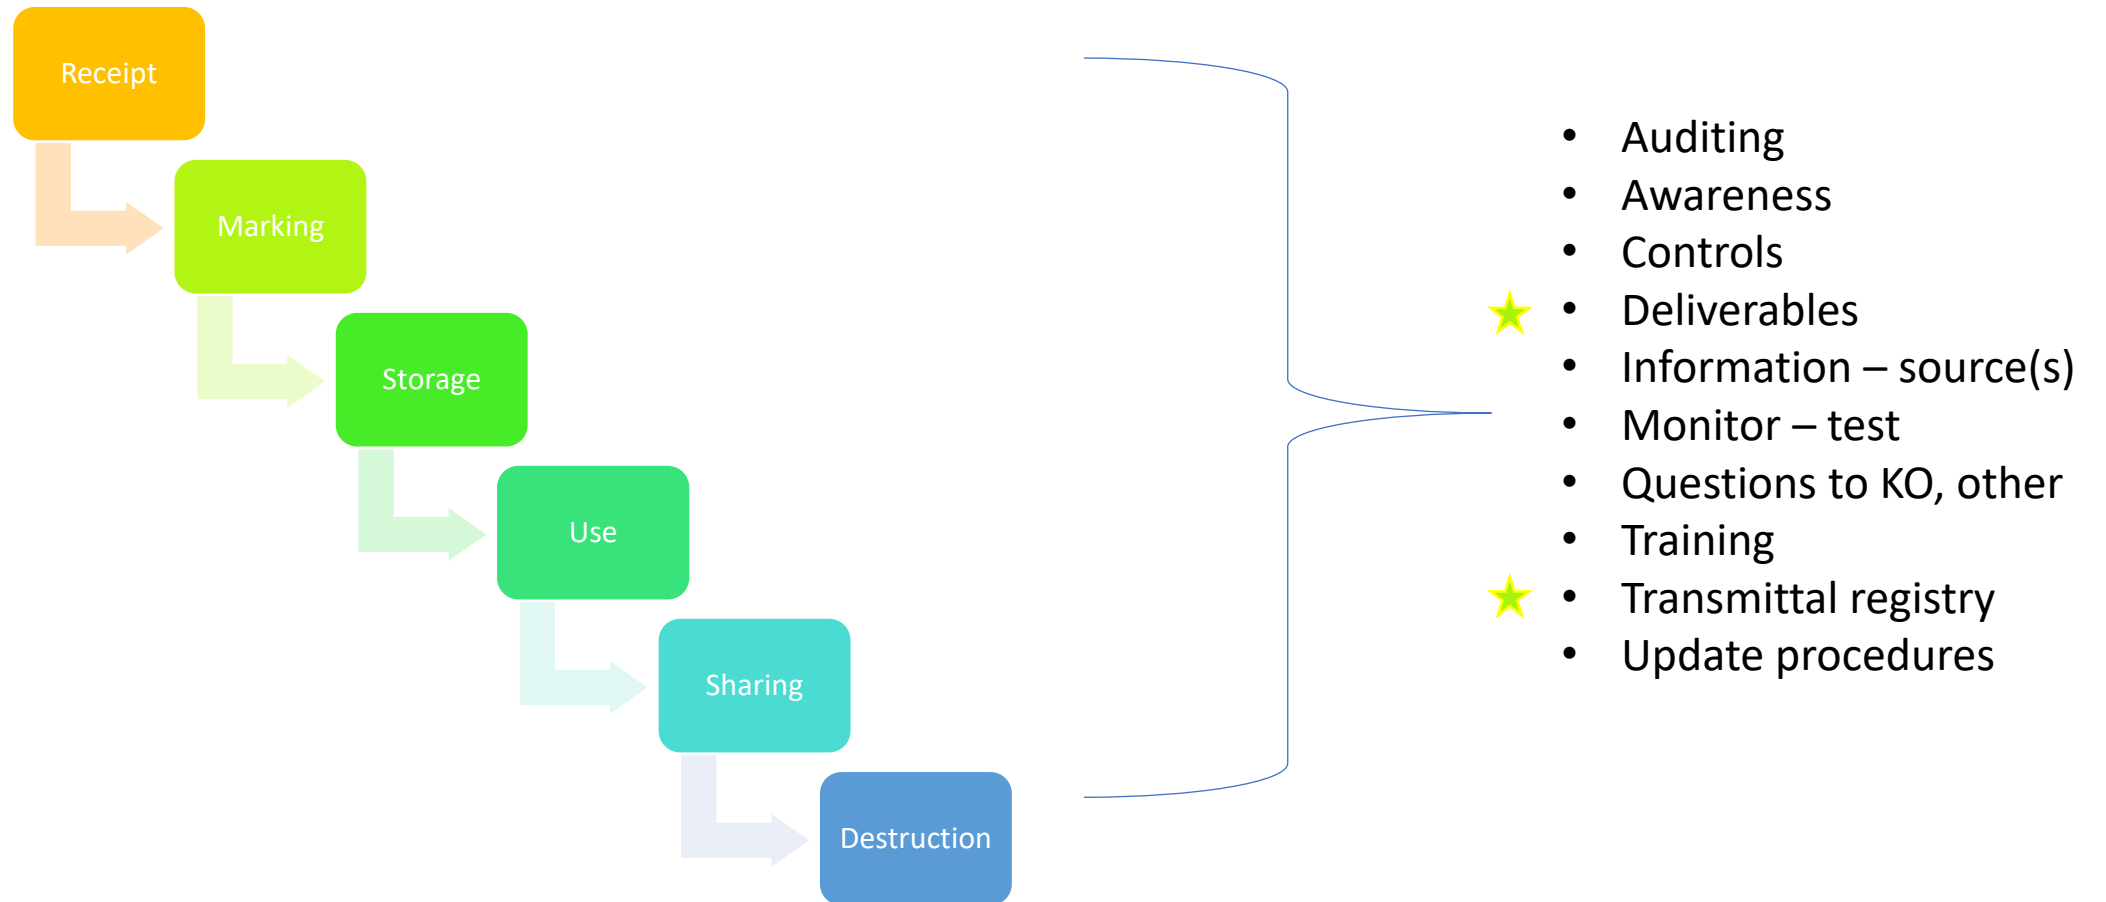 Receipt
Marking
Storage
Use
Sharing
Destruction
• Auditing
• Awareness
• Controls
• Deliverables
• Information – source(s)
• Monitor – test
• Questions to KO, other
• Training
• Transmittal registry
• Update procedures